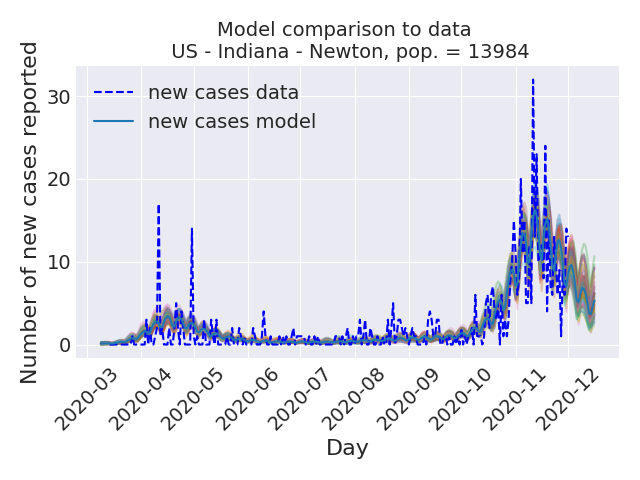 Model comparison to data
US - Indiana - Newton, pop. = 13984
Number of new cases reported
30
20
10
0
new cases data
new cases model
2020-03
2020-04
2020-05
2020-06
2020-07
2020-08
2020-09
2020-10
2020-11
2020-12
Day